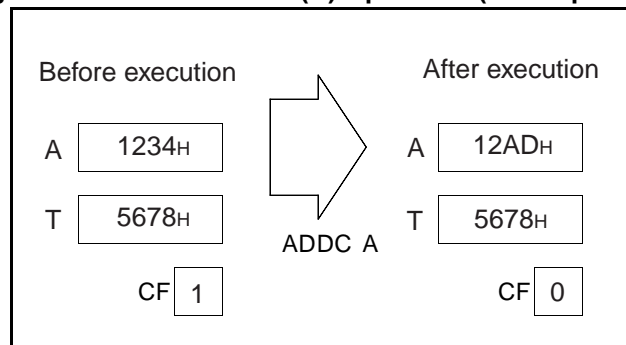 Before execution
After execution
A 1234H
A 12ADH
T 5678H
T 5678H
ADDC A
CF 1
CF 0